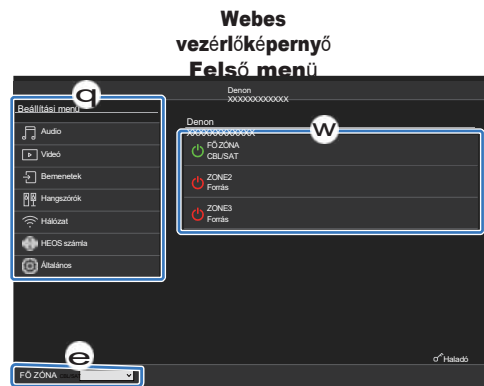 Webes
vezérlőképernyő
Felső menü
Denon
XXXXXXXXXXXX
q
Beállítási menü
Audio
Videó
Bemenetek
Hangszórók
Hálózat
HEOS számla
Általános
Denon
XXXXXXXXXXXXX
w
FŐ ZÓNA
CBL/SAT
ZONE2
Forrás
ZONE3
Forrás
Haladó
e
FŐ ZÓNA